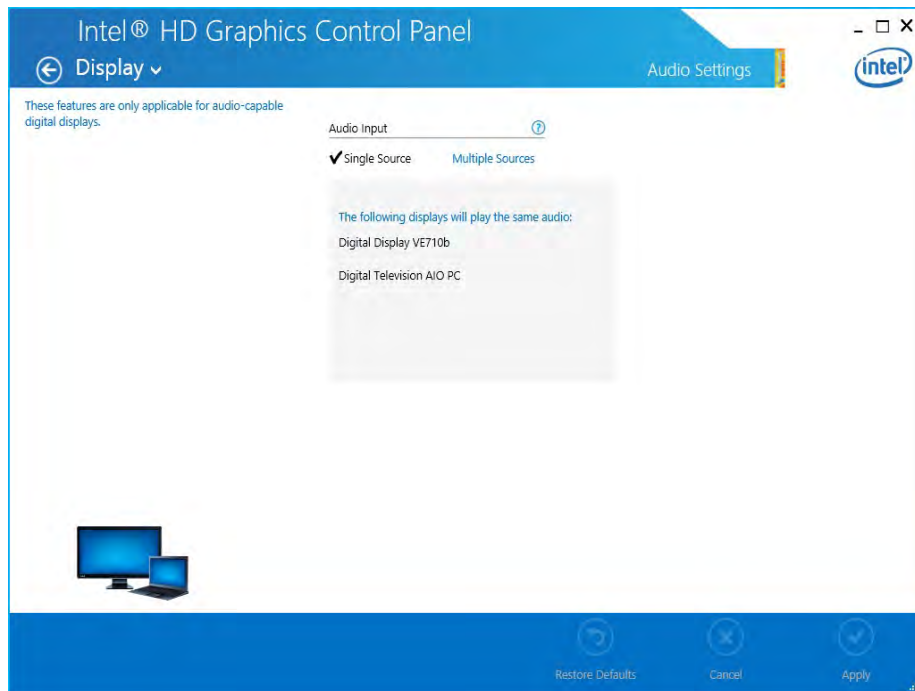 Intel® HD Graphics Control Panel
Display
Audio Settings
intel
These features are only applicable for audio-capable
digital displays.
Audio Input
?
Single Source
Multiple Sources
The following displays will play the same audio:
Digital Display VE710b
Digital Television AIO PC
Restore Defaults
Cancel
Apply